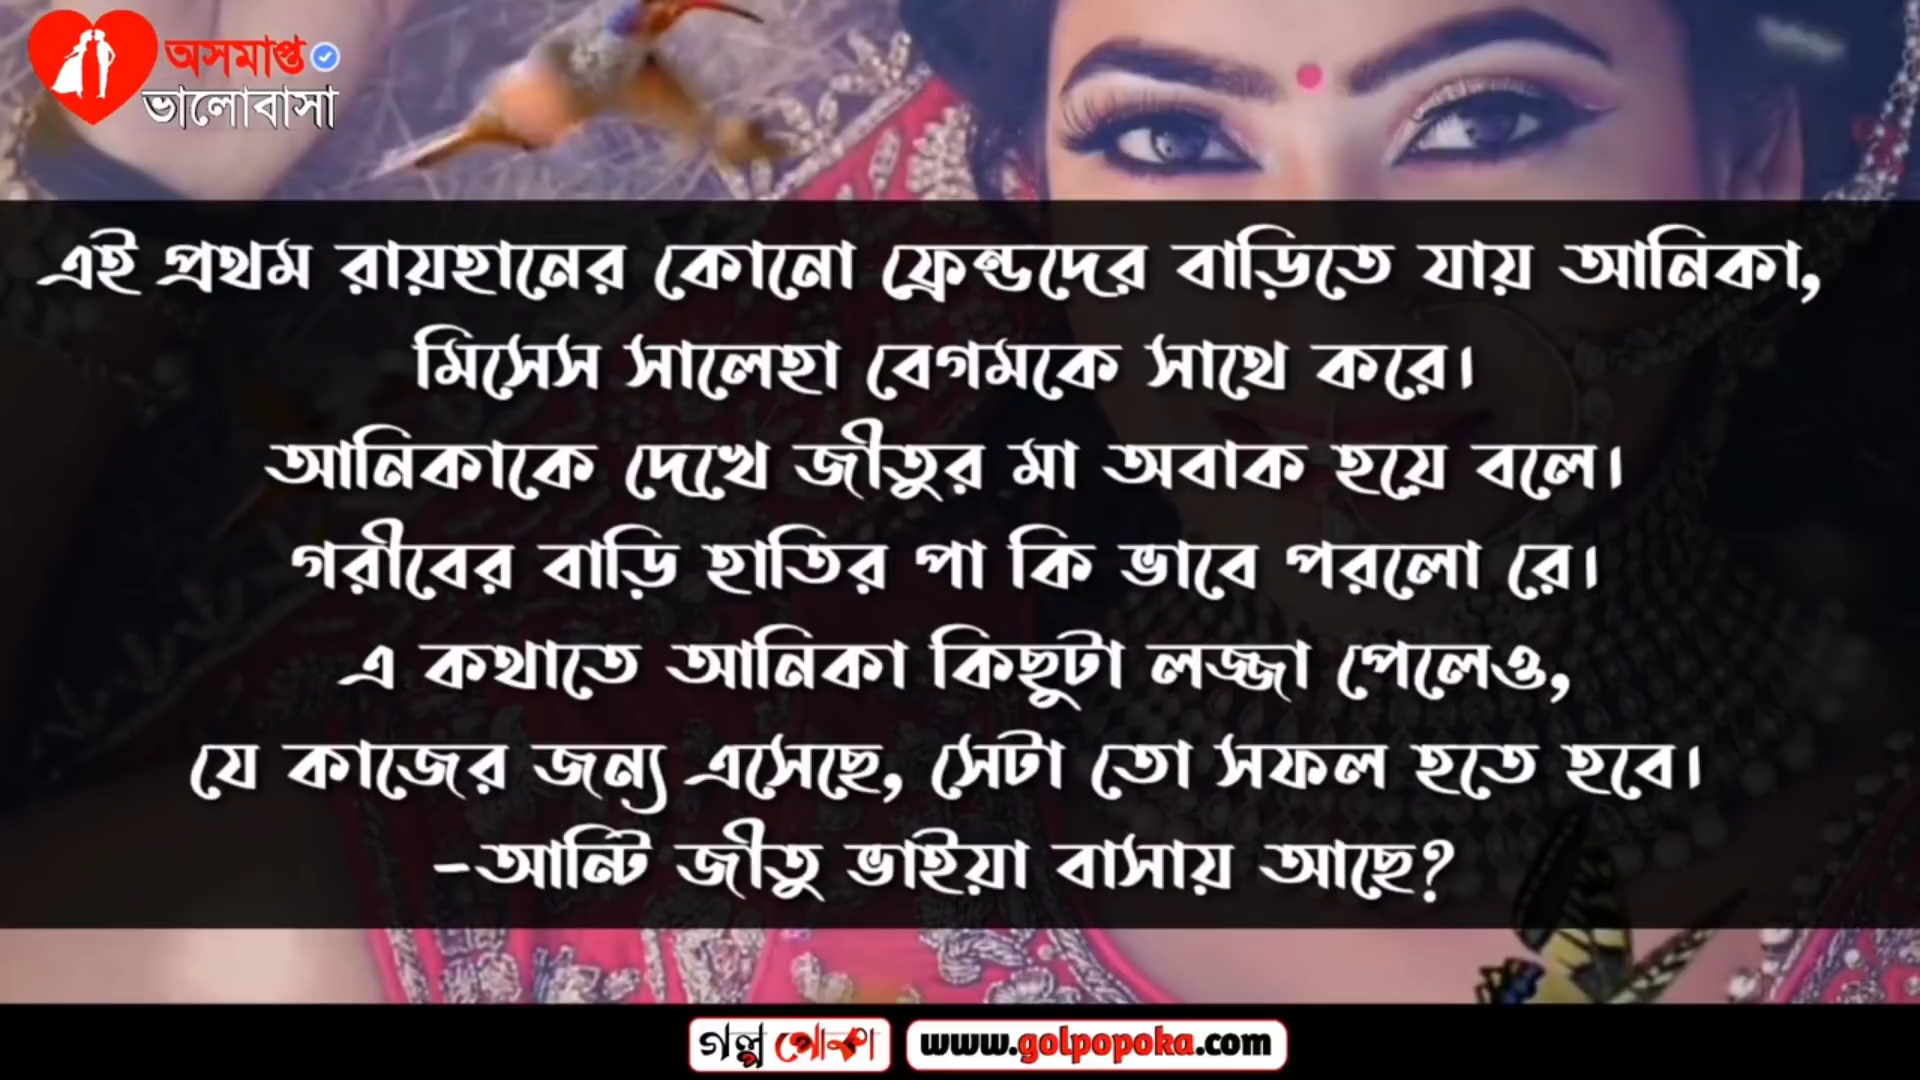 অসমাপ্ত
ভালোবাসা
এই প্রথম রায়হানের কোনো ফ্রেন্ডদের বাড়িতে যায় আনিকা,
মিসেস সালেহা বেগমকে সাথে করে।
আনিকাকে দেখে জীতুর মা অবাক হয়ে বলে।
গরীবের বাড়ি হাতির পা কি ভাবে পরলো রে।
এ কথাতে আনিকা কিছুটা লজ্জা পেলেও,
যে কাজের জন্য এসেছে, সেটা তো সফল হতে হবে।
-আন্টি জীতু ভাইয়া বাসায় আছে?
গল্প পোকা www.golpopoka.com